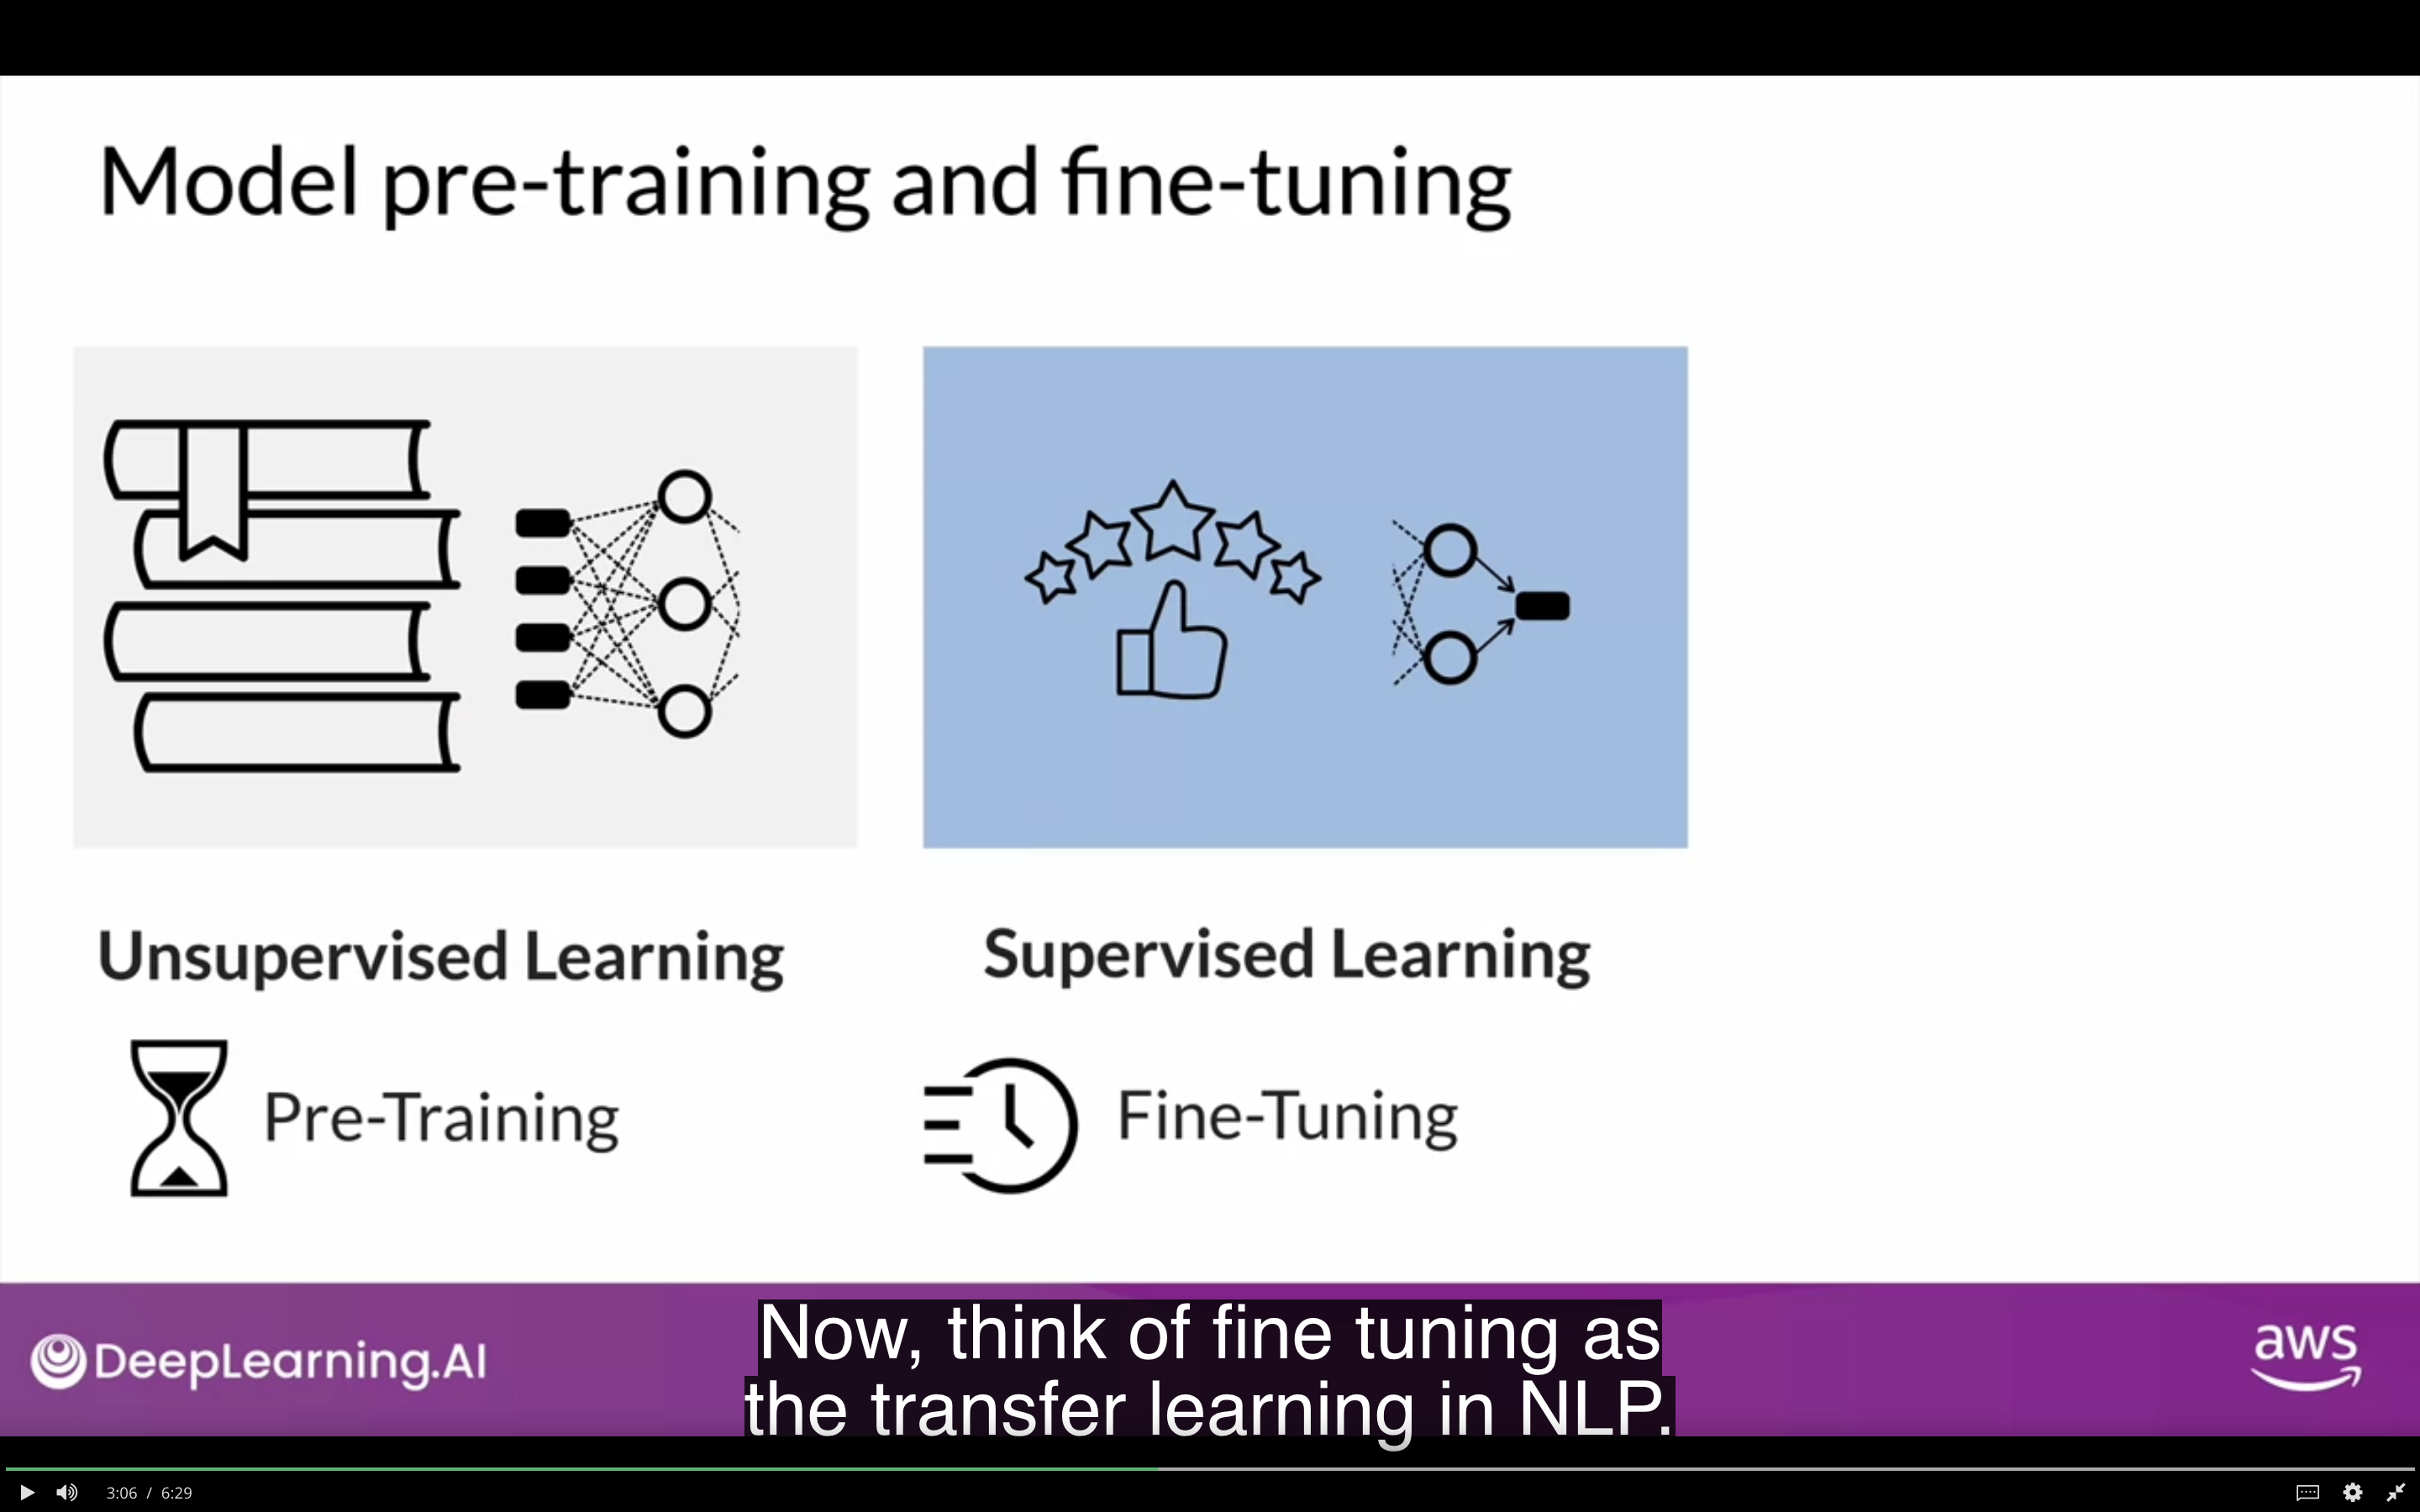 Model pre-training and fine-tuning
Unsupervised Learning
Supervised Learning
Pre-Training
Fine-Tuning
DeepLearning.AI
aws
Now, think of fine tuning as
the transfer learning in NLP.
3:06 / 6:29